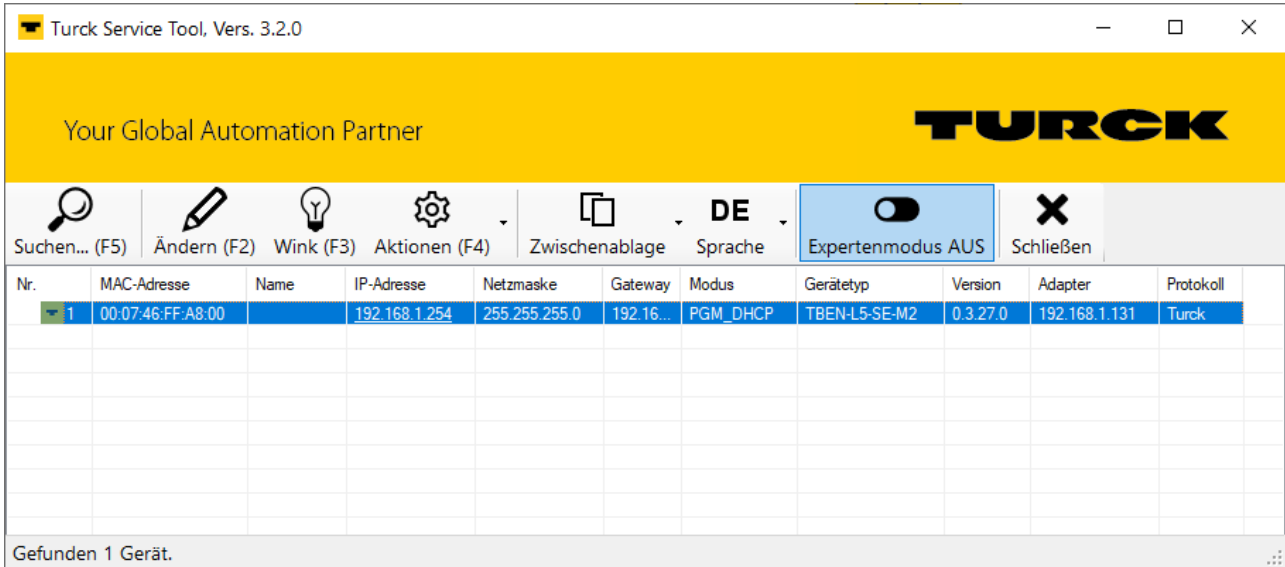 Turck Service Tool, Vers. 3.2.0
Your Global Automation Partner
TURCK
Suchen... (F5) Ändern (F2) Wink (F3) Aktionen (F4) Zwischenablage DE Sprache Expertenmodus AUS Schließen
Nr. MAC-Adresse Name IP-Adresse Netzmaske Gateway Modus Gerätetyp Version Adapter Protokoll
1 00:07:46:FF:A8:00 192.168.1.254 255.255.255.0 192.16... PGM_DHCP TBEN-L5-SE-M2 0.3.27.0 192.168.1.131 Turck
Gefunden 1 Gerät.